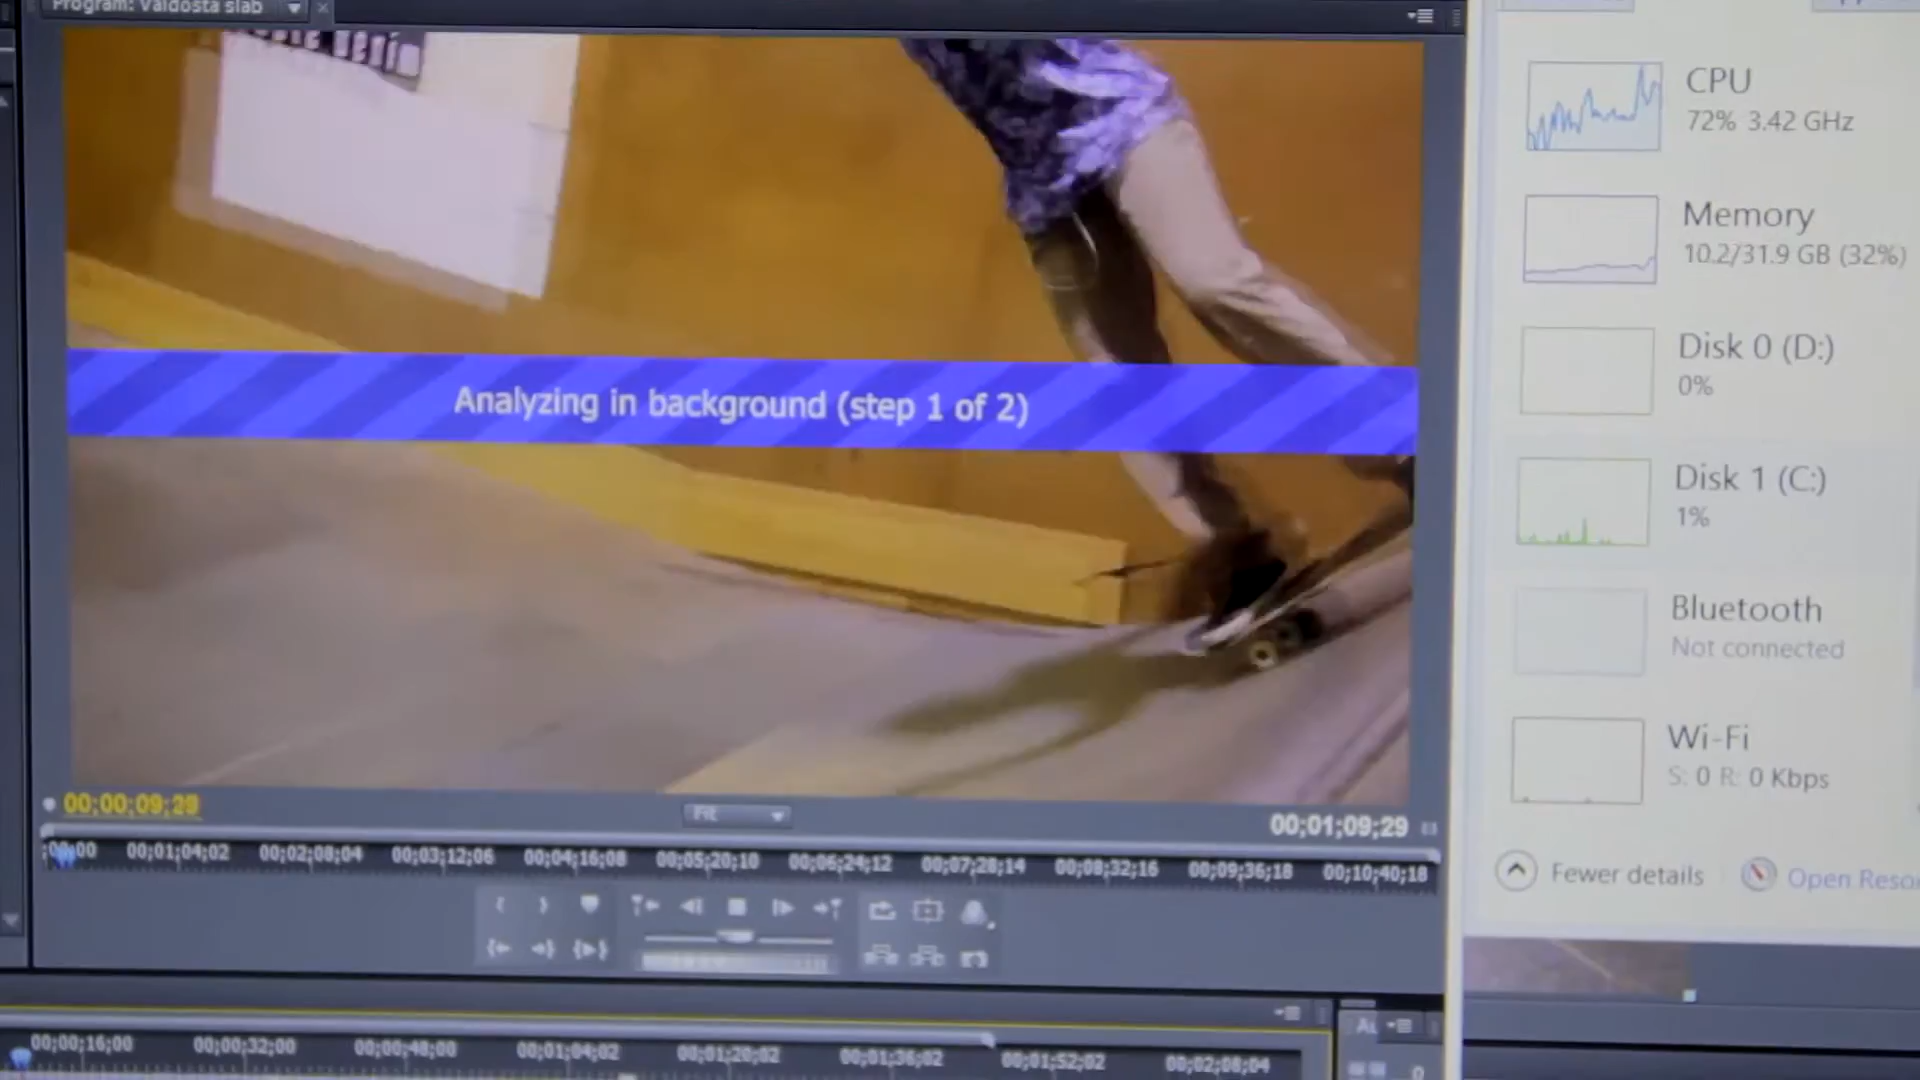 Program: Valdosta slab
Analyzing in background (step 1 of 2)
00;00;09;29
Fit
00;01;09;29
;00;00 00;01;04;02 00;02;08;04 00;03;12;06 00;04;16;08 00;05;20;10 00;06;24;12 00;07;28;14 00;08;32;16 00;09;36;18 00;10;40;18
00;00;16;00 00;00;32;00 00;00;48;00 00;01;04;02 00;01;20;02 00;01;36;02 00;01;52;02 00;02;08;04
CPU
72% 3.42 GHz
Memory
10.2/31.9 GB (32%)
Disk 0 (D:)
0%
Disk 1 (C:)
1%
Bluetooth
Not connected
Wi-Fi
S: 0 R: 0 Kbps
Fewer details
Open Reso